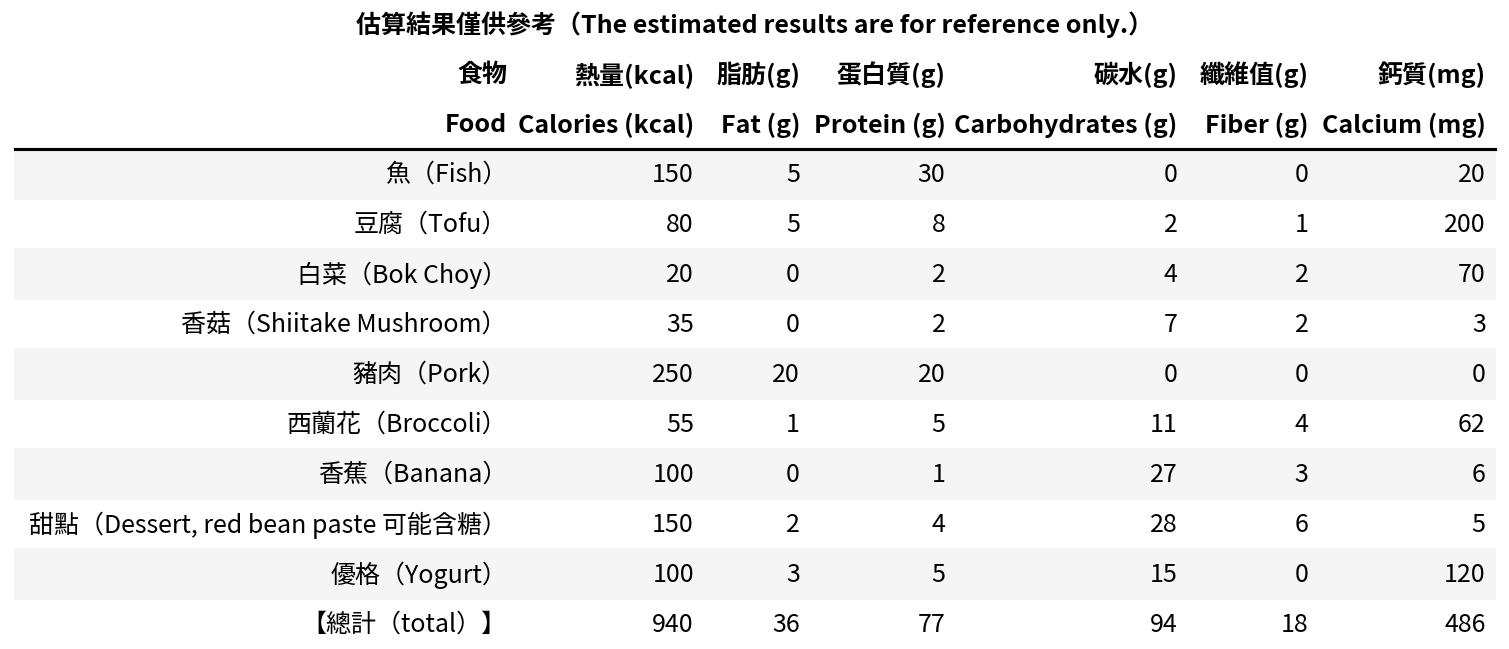 估算結果僅供參考（The estimated results are for reference only.）
食物 熱量(kcal) 脂肪(g) 蛋白質(g) 碳水(g) 纖維值(g) 鈣質(mg)
Food Calories (kcal) Fat (g) Protein (g) Carbohydrates (g) Fiber (g) Calcium (mg)
魚（Fish） 150 5 30 0 0 20
豆腐（Tofu） 80 5 8 2 1 200
白菜（Bok Choy） 20 0 2 4 2 70
香菇（Shiitake Mushroom） 35 0 2 7 2 3
豬肉（Pork） 250 20 20 0 0 0
西蘭花（Broccoli） 55 1 5 11 4 62
香蕉（Banana） 100 0 1 27 3 6
甜點（Dessert, red bean paste 可能含糖） 150 2 4 28 6 5
優格（Yogurt） 100 3 5 15 0 120
【總計（total）】 940 36 77 94 18 486